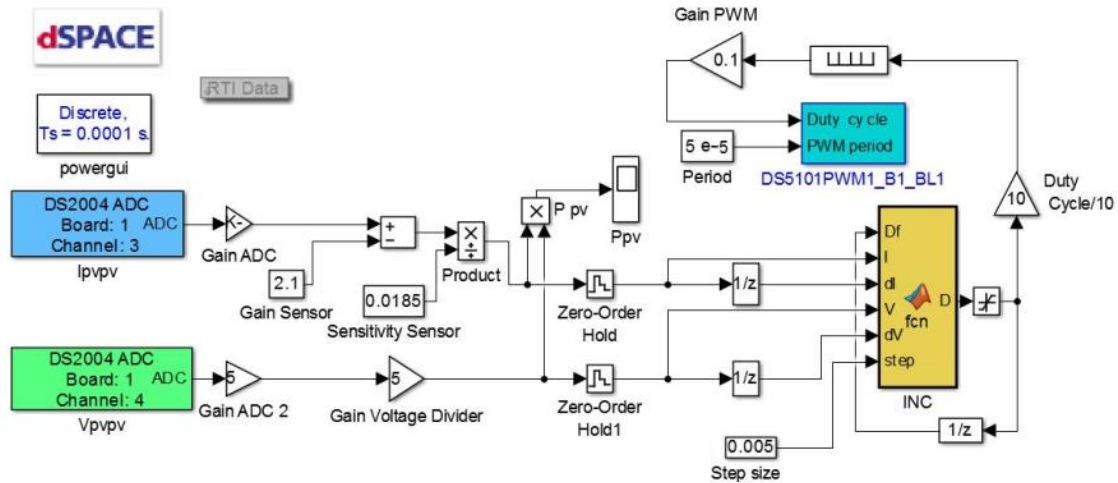 dSPACE
RTI Data
Discrete,
Ts = 0.0001 s.
powergui
DS2004 ADC
Board: 1
ADC
Channel: 3
Ipvpv
K-
Gain ADC
2.1
Gain Sensor
+
−
×
÷
Product
0.0185
Sensitivity Sensor
×
P pv
Ppv
Zero-Order
Hold
1/z
DS2004 ADC
Board: 1
ADC
Channel: 4
Vpvpv
5
Gain ADC 2
5
Gain Voltage Divider
Zero-Order
Hold1
1/z
0.005
Step size
Gain PWM
0.1
5 e-5
Period
Duty cycle
PWM period
DS5101PWM1_B1_BL1
10
Duty
Cycle/10
Df
I
dI
V
dV
step
fcn
D
INC
1/z